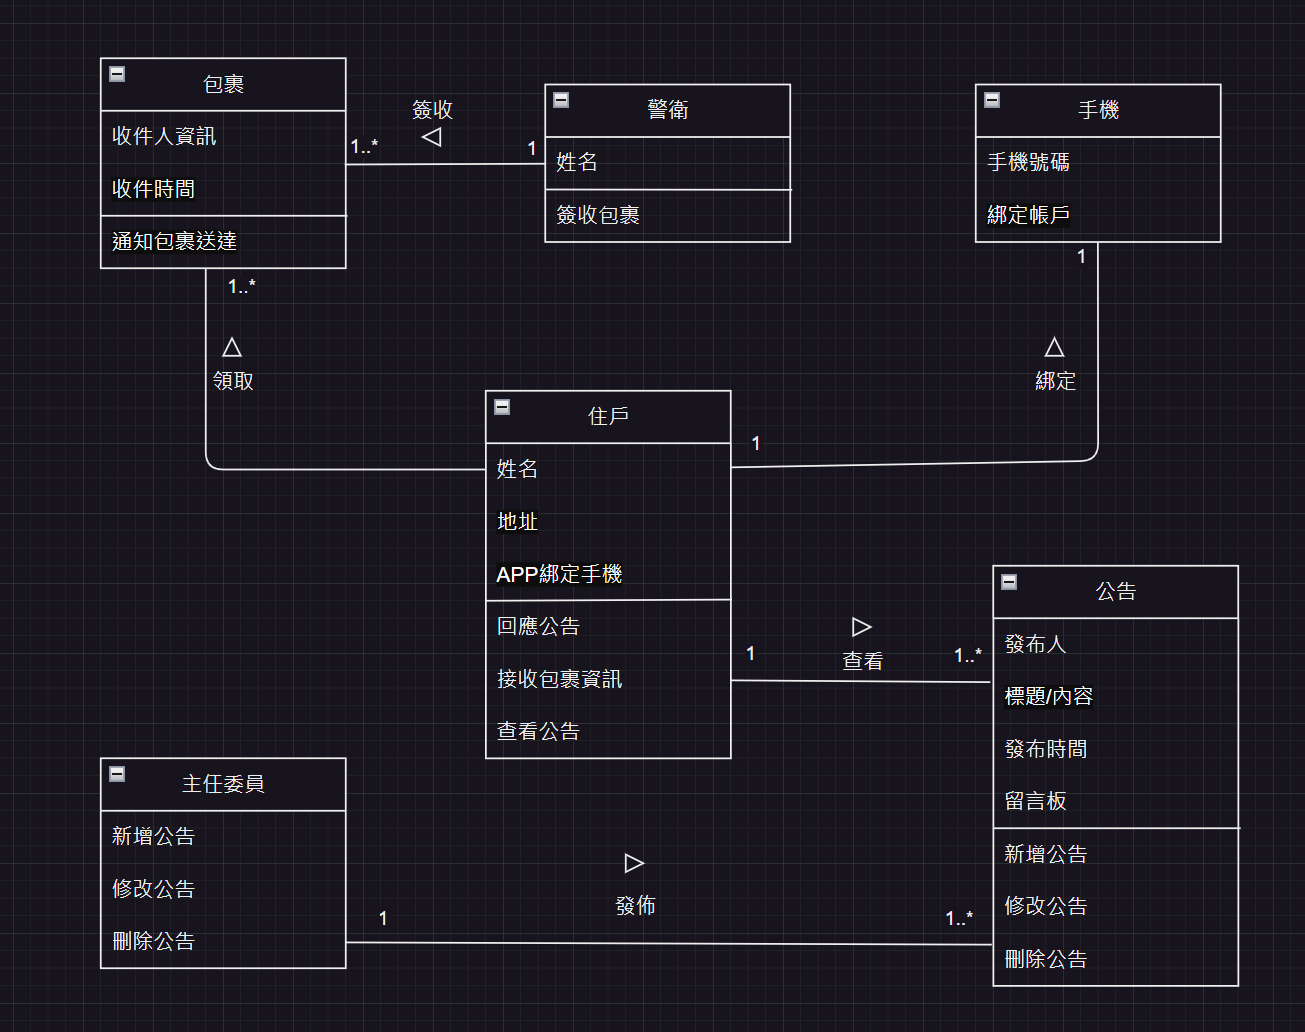 包裹
收件人資訊
收件時間
通知包裹送達
簽收
1..*
1
警衛
姓名
簽收包裹
手機
手機號碼
綁定帳戶
1
1..*
領取
綁定
住戶
姓名
地址
APP綁定手機
回應公告
接收包裹資訊
查看公告
1
1
查看
1..*
公告
發布人
標題/內容
發布時間
留言板
新增公告
修改公告
刪除公告
主任委員
新增公告
修改公告
刪除公告
1
發佈
1..*